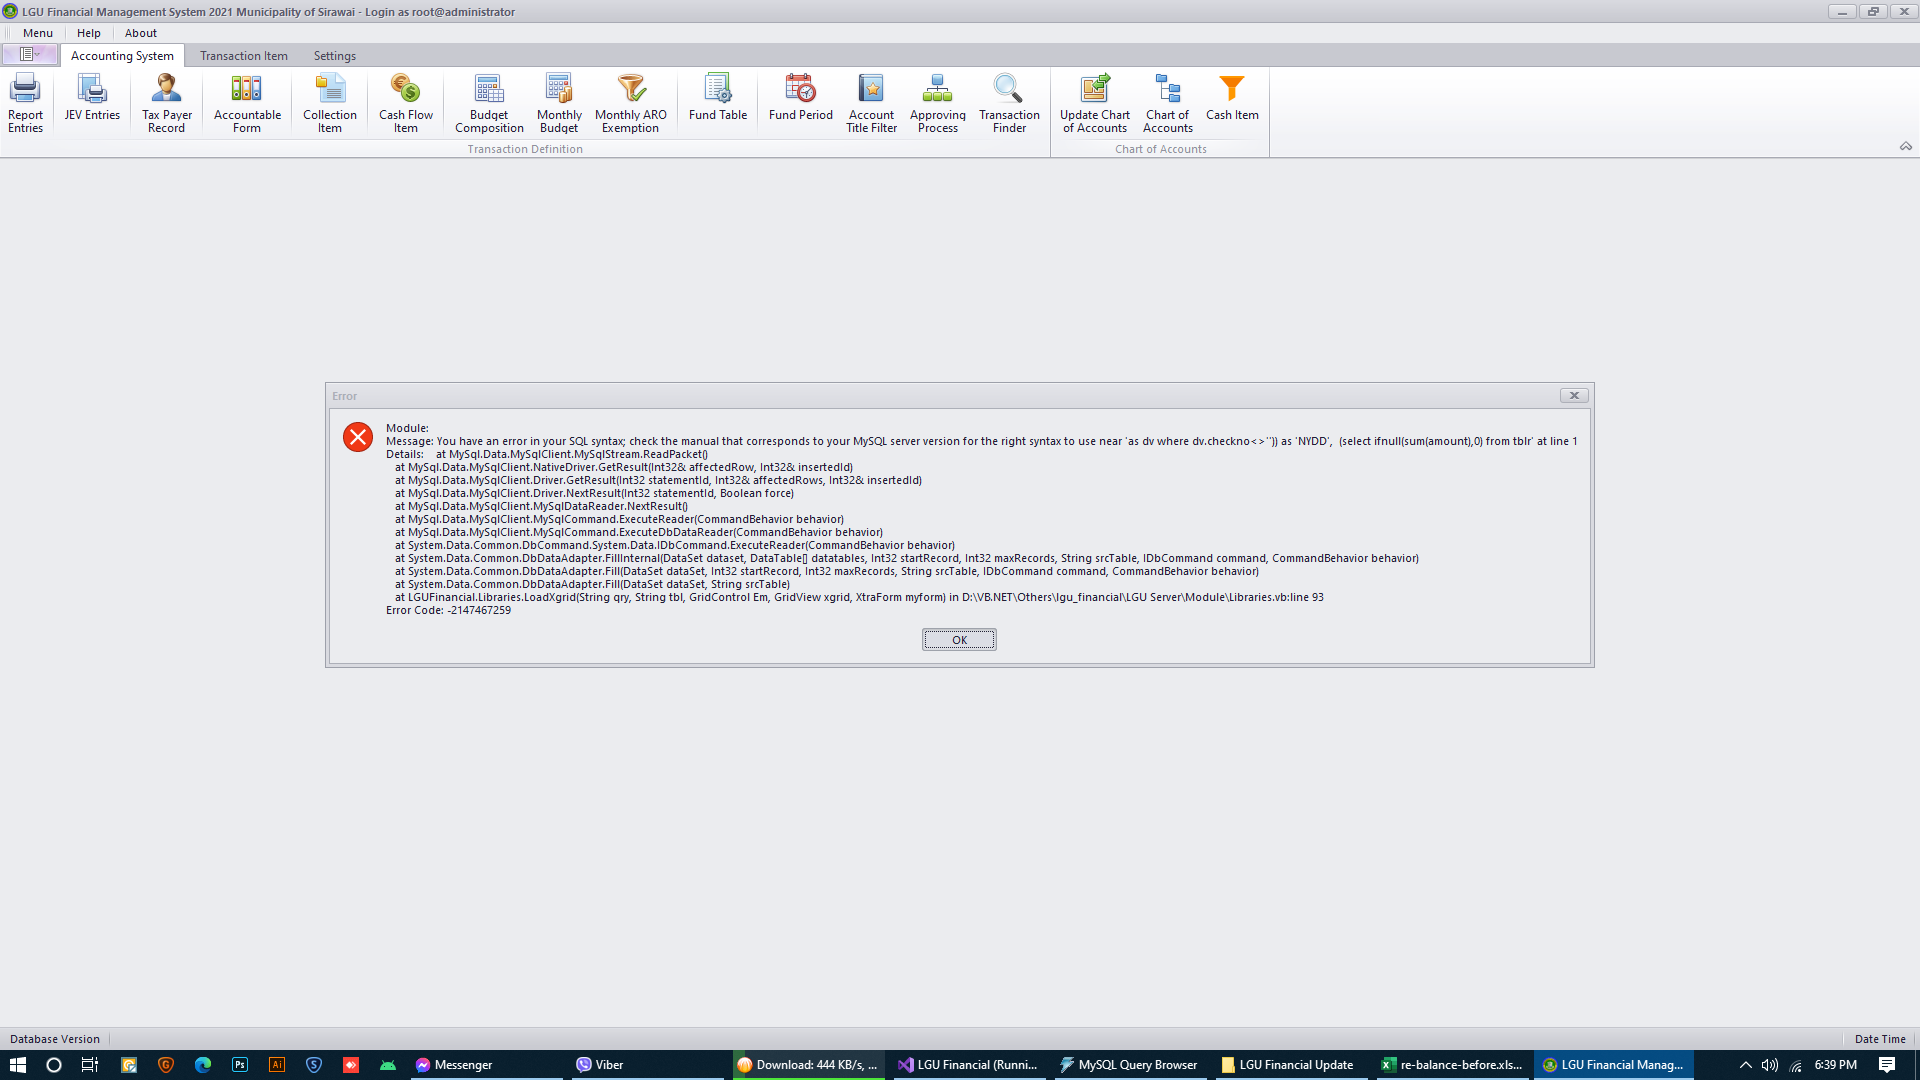 LGU Financial Management System 2021 Municipality of Sirawai - Login as root@administrator
Menu Help About
Accounting System Transaction Item Settings
Report Entries
JEV Entries
Tax Payer Record
Accountable Form
Collection Item
Cash Flow Item
Budget Composition
Monthly Budget
Monthly ARO Exemption
Fund Table
Fund Period
Account Title Filter
Approving Process
Transaction Finder
Update Chart of Accounts
Chart of Accounts
Cash Item
Transaction Definition
Chart of Accounts
Error
Module:
Message: You have an error in your SQL syntax; check the manual that corresponds to your MySQL server version for the right syntax to use near 'as dv where dv.checkno<>'')) as 'NYDD',  (select ifnull(sum(amount),0) from tblr' at line 1
Details:    at MySql.Data.MySqlClient.MySqlStream.ReadPacket()
at MySql.Data.MySqlClient.NativeDriver.GetResult(Int32& affectedRow, Int32& insertedId)
at MySql.Data.MySqlClient.Driver.GetResult(Int32 statementId, Int32& affectedRows, Int32& insertedId)
at MySql.Data.MySqlClient.Driver.NextResult(Int32 statementId, Boolean force)
at MySql.Data.MySqlClient.MySqlDataReader.NextResult()
at MySql.Data.MySqlClient.MySqlCommand.ExecuteReader(CommandBehavior behavior)
at MySql.Data.MySqlClient.MySqlCommand.ExecuteDbDataReader(CommandBehavior behavior)
at System.Data.Common.DbCommand.System.Data.IDbCommand.ExecuteReader(CommandBehavior behavior)
at System.Data.Common.DbDataAdapter.FillInternal(DataSet dataset, DataTable[] datatables, Int32 startRecord, Int32 maxRecords, String srcTable, IDbCommand command, CommandBehavior behavior)
at System.Data.Common.DbDataAdapter.Fill(DataSet dataSet, Int32 startRecord, Int32 maxRecords, String srcTable, IDbCommand command, CommandBehavior behavior)
at System.Data.Common.DbDataAdapter.Fill(DataSet dataSet, String srcTable)
at LGUFinancial.Libraries.LoadXgrid(String qry, String tbl, GridControl Em, GridView xgrid, XtraForm myform) in D:\VB.NET\Others\lgu_financial\LGU Server\Module\Libraries.vb:line 93
Error Code: -2147467259
OK
Database Version
Date Time
G
Ps
Ai
S
Messenger
Viber
Download: 444 KB/s, ...
LGU Financial (Runni...
MySQL Query Browser
LGU Financial Update
re-balance-before.xls...
LGU Financial Manag...
6:39 PM